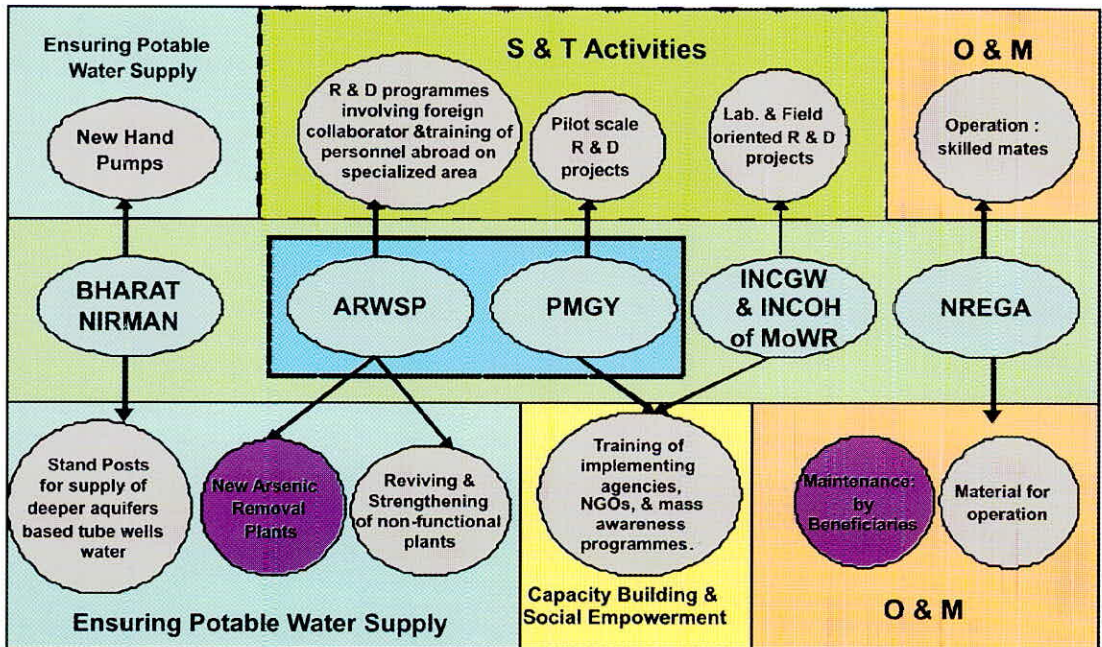 Ensuring Potable
Water Supply
New Hand
Pumps
S & T Activities
R & D programmes
involving foreign
collaborator &training of
personnel abroad on
specialized area
Pilot scale
R & D
projects
Lab. & Field
oriented R & D
projects
O & M
Operation :
skilled mates
BHARAT
NIRMAN
ARWSP
PMGY
INCGW
& INCOH
of MoWR
NREGA
Stand Posts
for supply of
deeper aquifers
based tube wells
water
New Arsenic
Removal
Plants
Reviving &
Strengthening
of non-functional
plants
Ensuring Potable Water Supply
Training of
implementing
agencies,
NGOs, & mass
awareness
programmes.
Capacity Building &
Social Empowerment
Maintenance:
by
Beneficiaries
Material for
operation
O & M